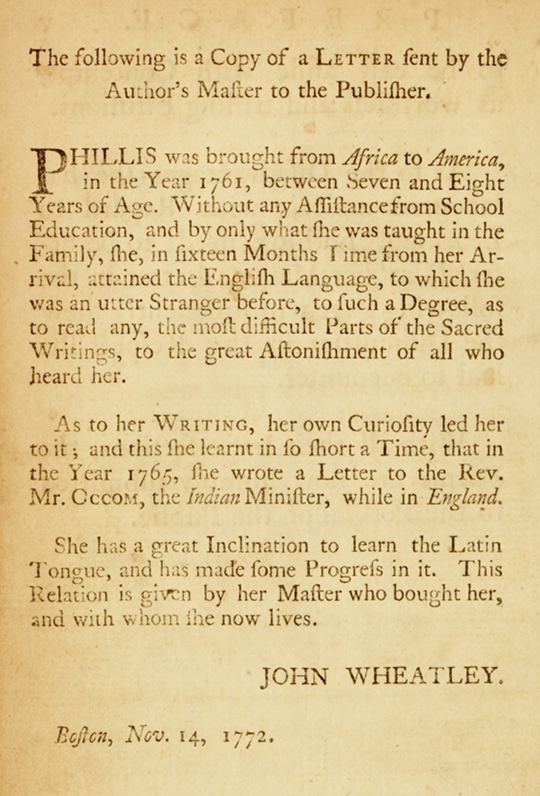 The following is a Copy of a LETTER ſent by the
Author's Maſter to the Publiſher.
PHILLIS was brought from Africa to America,
in the Year 1761, between Seven and Eight
Years of Age. Without any Aſſiſtance from School
Education, and by only what ſhe was taught in the
Family, ſhe, in ſixteen Months Time from her Ar-
rival, attained the Engliſh Language, to which ſhe
was an utter Stranger before, to ſuch a Degree, as
to read any, the moſt difficult Parts of the Sacred
Writings, to the great Aſtoniſhment of all who
heard her.
As to her WRITING, her own Curioſity led her
to it; and this ſhe learnt in ſo ſhort a Time, that in
the Year 1765, ſhe wrote a Letter to the Rev.
Mr. OCCOM, the Indian Miniſter, while in England.
She has a great Inclination to learn the Latin
Tongue, and has made ſome Progreſs in it. This
Relation is given by her Maſter who bought her,
and with whom ſhe now lives.
JOHN WHEATLEY.
Boſton, Nov. 14, 1772.